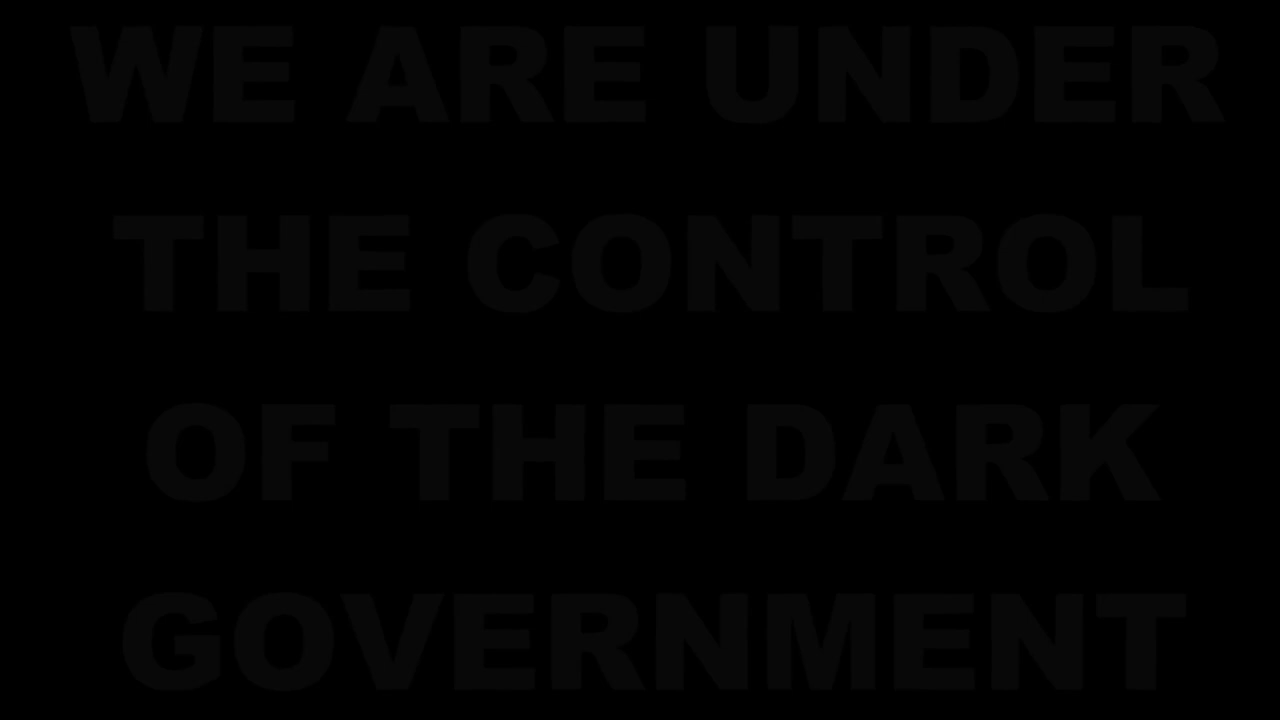 WE ARE UNDER
THE CONTROL
OF THE DARK
GOVERNMENT